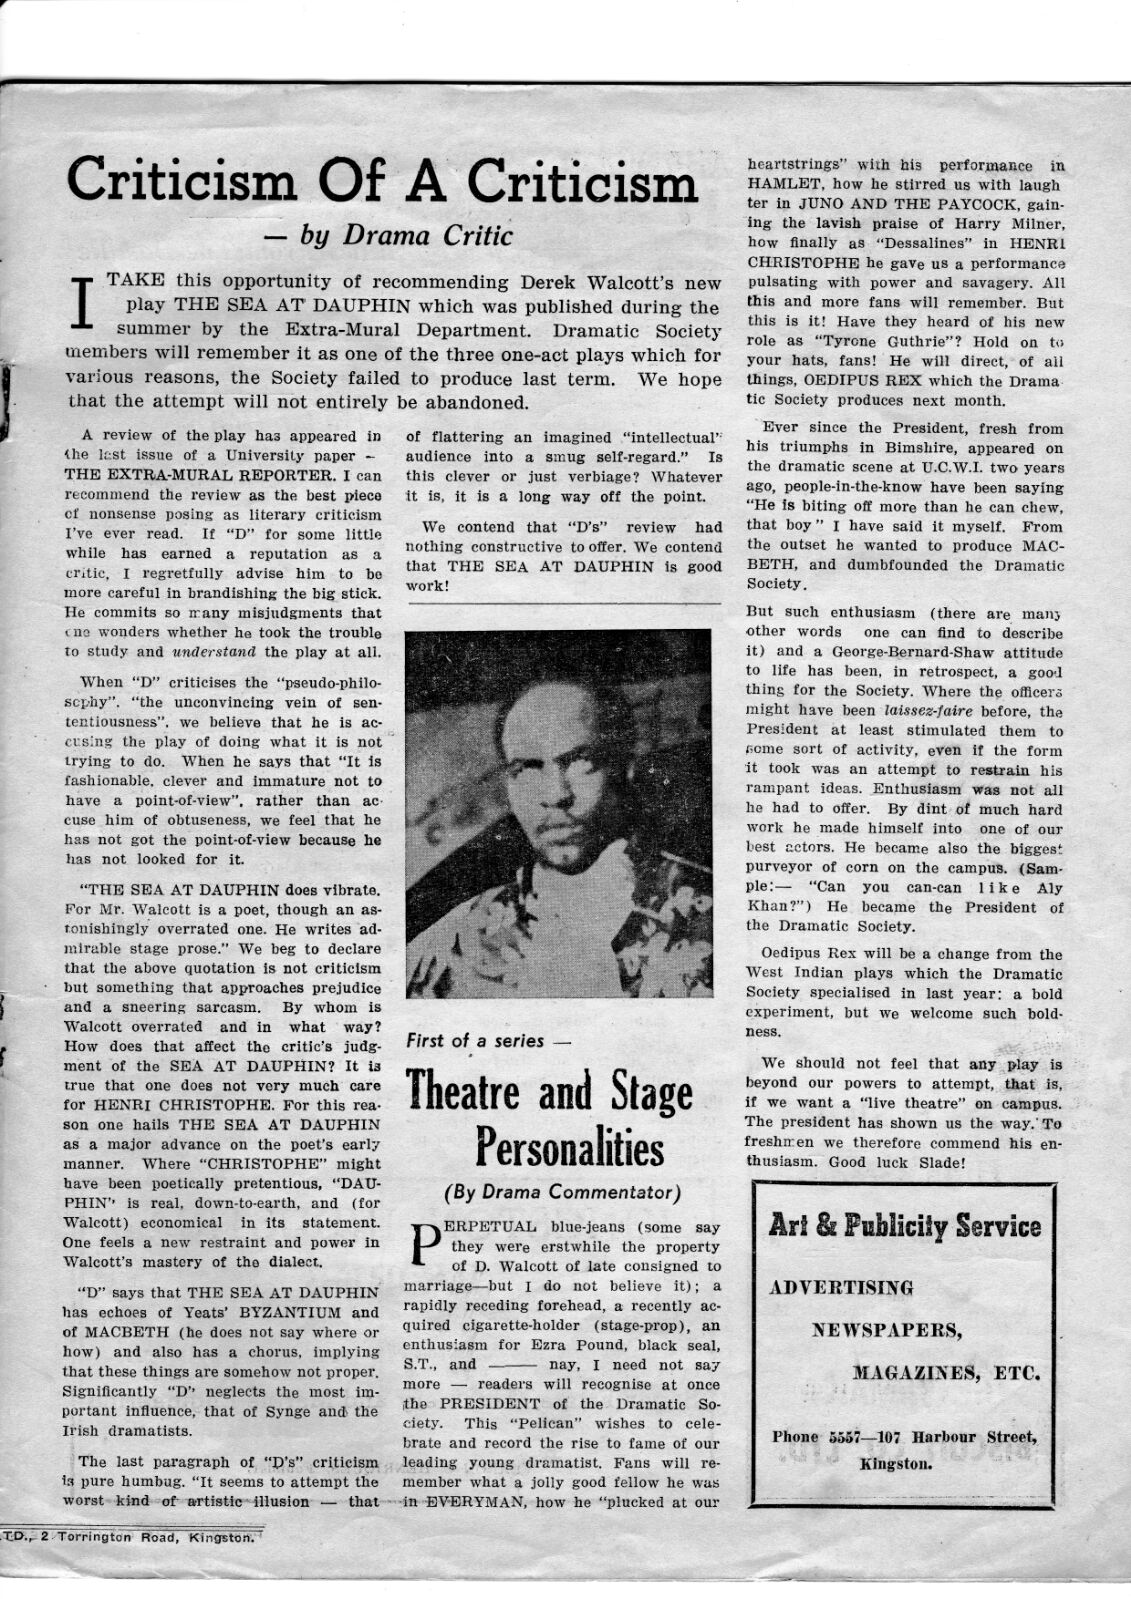 Criticism Of A Criticism
— by Drama Critic
I TAKE this opportunity of recommending Derek Walcott's new
play THE SEA AT DAUPHIN which was published during the
summer by the Extra-Mural Department. Dramatic Society
members will remember it as one of the three one-act plays which for
various reasons, the Society failed to produce last term. We hope
that the attempt will not entirely be abandoned.
A review of the play has appeared in
the last issue of a University paper –
THE EXTRA-MURAL REPORTER. I can
recommend the review as the best piece
of nonsense posing as literary criticism
I've ever read. If "D" for some little
while has earned a reputation as a
critic, I regretfully advise him to be
more careful in brandishing the big stick.
He commits so many misjudgments that
one wonders whether he took the trouble
to study and understand the play at all.
When "D" criticises the "pseudo-philo-
sophy". "the unconvincing vein of sen-
tentiousness", we believe that he is ac-
cusing the play of doing what it is not
trying to do. When he says that "It is
fashionable, clever and immature not to
have a point-of-view", rather than ac-
cuse him of obtuseness, we feel that he
has not got the point-of-view because he
has not looked for it.
"THE SEA AT DAUPHIN does vibrate.
For Mr. Walcott is a poet, though an as-
tonishingly overrated one. He writes ad-
mirable stage prose." We beg to declare
that the above quotation is not criticism
but something that approaches prejudice
and a sneering sarcasm. By whom is
Walcott overrated and in what way?
How does that affect the critic's judg-
ment of the SEA AT DAUPHIN? It is
true that one does not very much care
for HENRI CHRISTOPHE. For this rea-
son one hails THE SEA AT DAUPHIN
as a major advance on the poet's early
manner. Where "CHRISTOPHE" might
have been poetically pretentious, "DAU-
PHIN" is real, down-to-earth, and (for
Walcott) economical in its statement.
One feels a new restraint and power in
Walcott's mastery of the dialect.
"D" says that THE SEA AT DAUPHIN
has echoes of Yeats' BYZANTIUM and
of MACBETH (he does not say where or
how) and also has a chorus, implying
that these things are somehow not proper.
Significantly "D" neglects the most im-
portant influence, that of Synge and the
Irish dramatists.
The last paragraph of "D's" criticism
is pure humbug. "It seems to attempt the
worst kind of artistic illusion — that
of flattering an imagined "intellectual"
audience into a smug self-regard." Is
this clever or just verbiage? Whatever
it is, it is a long way off the point.
We contend that "D's" review had
nothing constructive to offer. We contend
that THE SEA AT DAUPHIN is good
work!
First of a series —
Theatre and Stage
Personalities
(By Drama Commentator)
PERPETUAL blue-jeans (some say
they were erstwhile the property
of D. Walcott of late consigned to
marriage—but I do not believe it); a
rapidly receding forehead, a recently ac-
quired cigarette-holder (stage-prop), an
enthusiasm for Ezra Pound, black seal,
S.T., and —— nay, I need not say
more — readers will recognise at once
the PRESIDENT of the Dramatic So-
ciety. This "Pelican" wishes to cele-
brate and record the rise to fame of our
leading young dramatist. Fans will re-
member what a jolly good fellow he was
in EVERYMAN, how he "plucked at our
heartstrings" with his performance in
HAMLET, how he stirred us with laugh
ter in JUNO AND THE PAYCOCK, gain-
ing the lavish praise of Harry Milner,
how finally as "Dessalines" in HENRI
CHRISTOPHE he gave us a performance
pulsating with power and savagery. All
this and more fans will remember. But
this is it! Have they heard of his new
role as "Tyrone Guthrie"? Hold on to
your hats, fans! He will direct, of all
things, OEDIPUS REX which the Drama
tic Society produces next month.
Ever since the President, fresh from
his triumphs in Bimshire, appeared on
the dramatic scene at U.C.W.I. two years
ago, people-in-the-know have been saying
"He is biting off more than he can chew,
that boy" I have said it myself. From
the outset he wanted to produce MAC-
BETH, and dumbfounded the Dramatic
Society.
But such enthusiasm (there are many
other words one can find to describe
it) and a George-Bernard-Shaw attitude
to life has been, in retrospect, a good
thing for the Society. Where the officers
might have been laissez-faire before, the
President at least stimulated them to
some sort of activity, even if the form
it took was an attempt to restrain his
rampant ideas. Enthusiasm was not all
he had to offer. By dint of much hard
work he made himself into one of our
best actors. He became also the biggest
purveyor of corn on the campus. (Sam-
ple:— "Can you can-can like Aly
Khan?") He became the President of
the Dramatic Society.
Oedipus Rex will be a change from the
West Indian plays which the Dramatic
Society specialised in last year: a bold
experiment, but we welcome such bold-
ness.
We should not feel that any play is
beyond our powers to attempt, that is,
if we want a "live theatre" on campus.
The president has shown us the way. To
freshmen we therefore commend his en-
thusiasm. Good luck Slade!
Art & Publicity Service
ADVERTISING
NEWSPAPERS,
MAGAZINES, ETC.
Phone 5557—107 Harbour Street,
Kingston.
TD., 2 Torrington Road, Kingston.